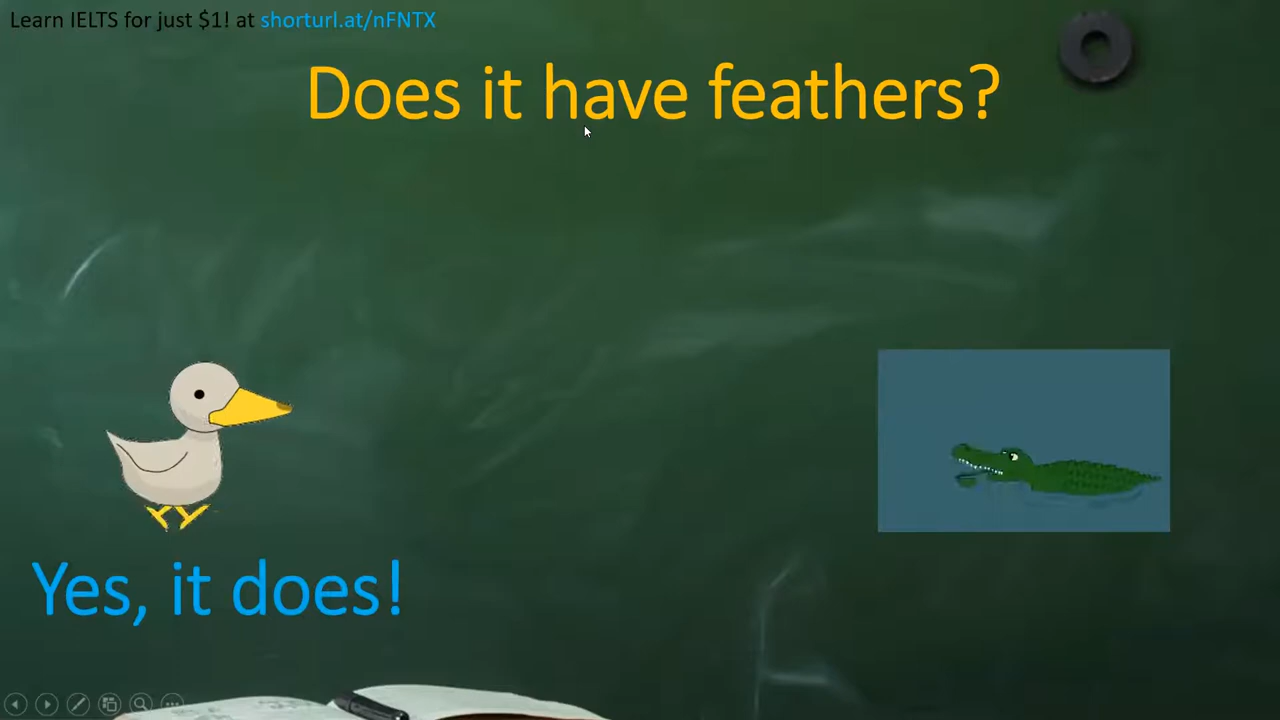 Learn IELTS for just $1! at shorturl.at/nFNTX
Does it have feathers?
Yes, it does!